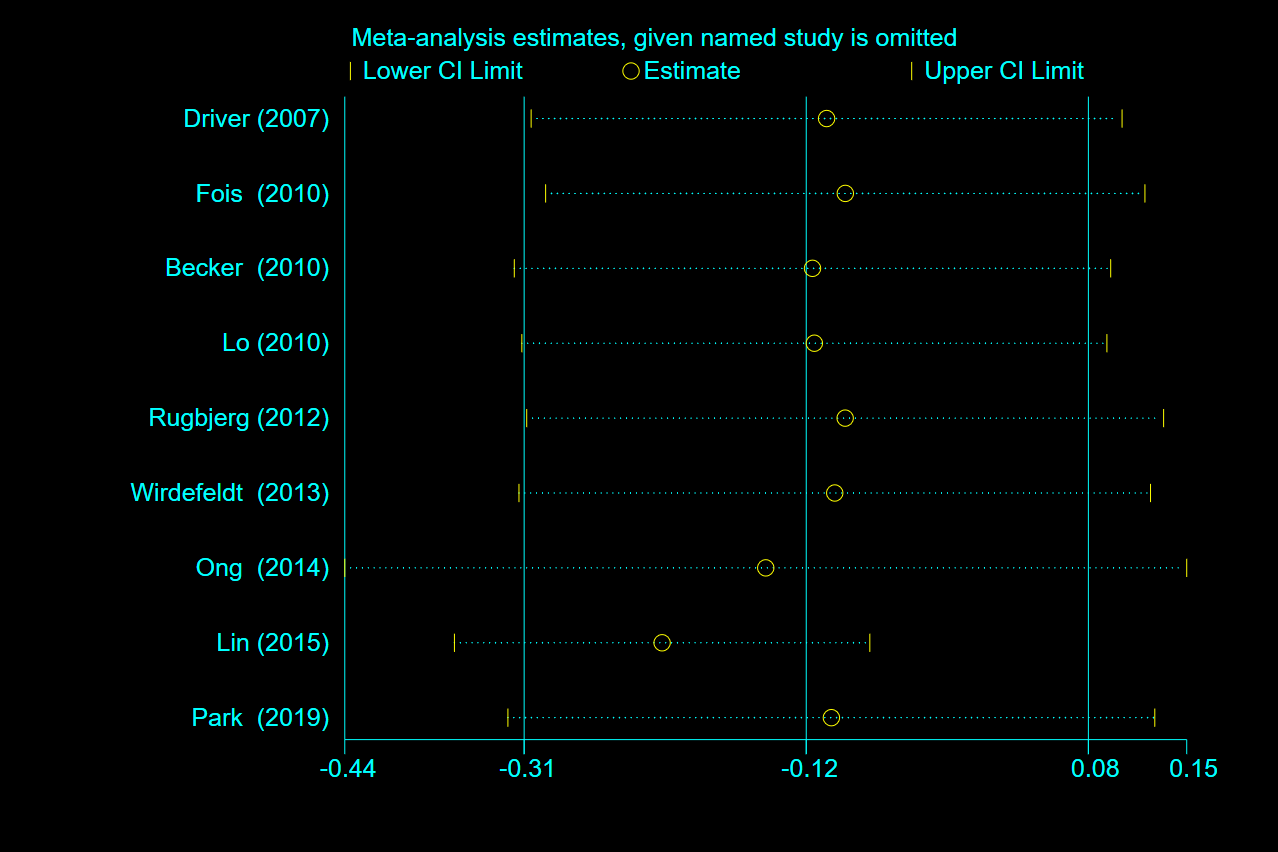 Meta-analysis estimates, given named study is omitted
Lower CI Limit Estimate Upper CI Limit
Driver (2007)
Fois (2010)
Becker (2010)
Lo (2010)
Rugbjerg (2012)
Wirdefeldt (2013)
Ong (2014)
Lin (2015)
Park (2019)
-0.44 -0.31 -0.12 0.08 0.15